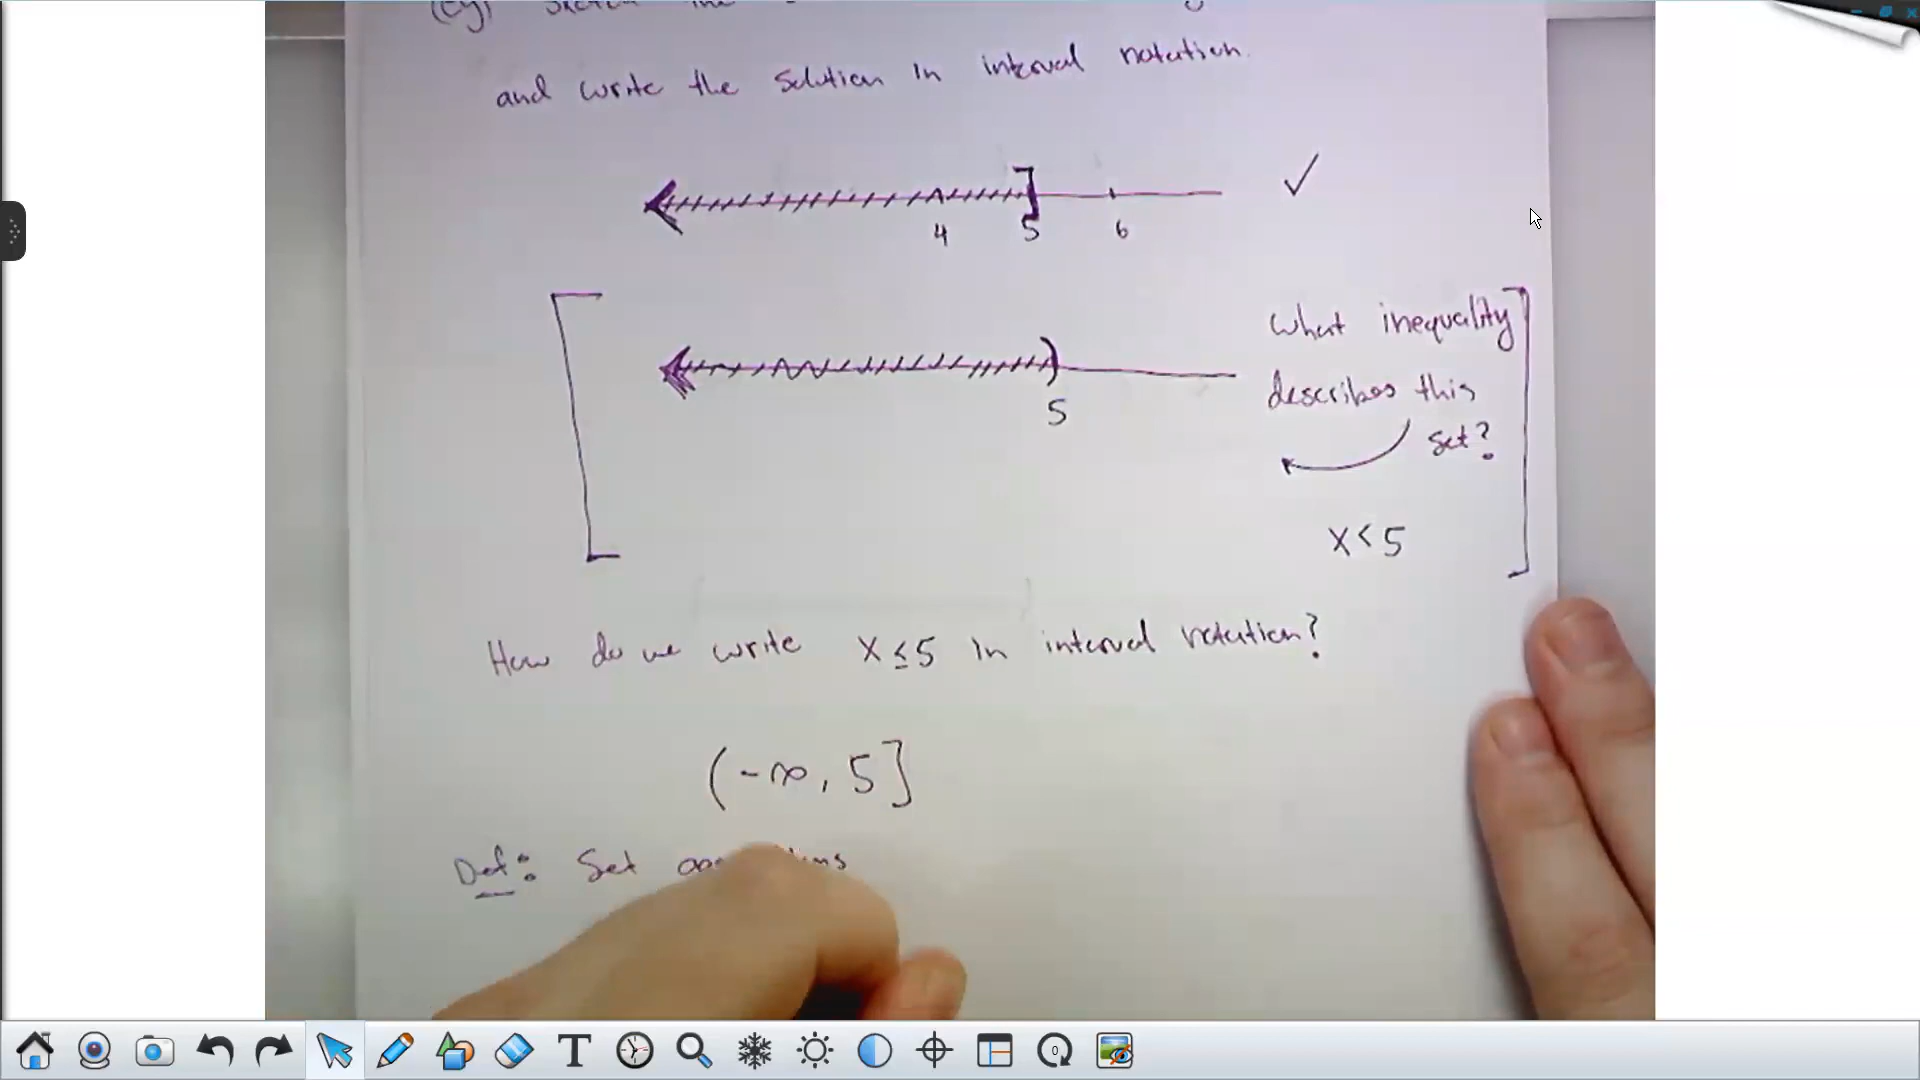 and write the solution in interval notation.
4 5 6
What inequality
describes this
set?
5
x < 5
How do we write x ≤ 5 in interval notation?
(-∞, 5]
Def: Set